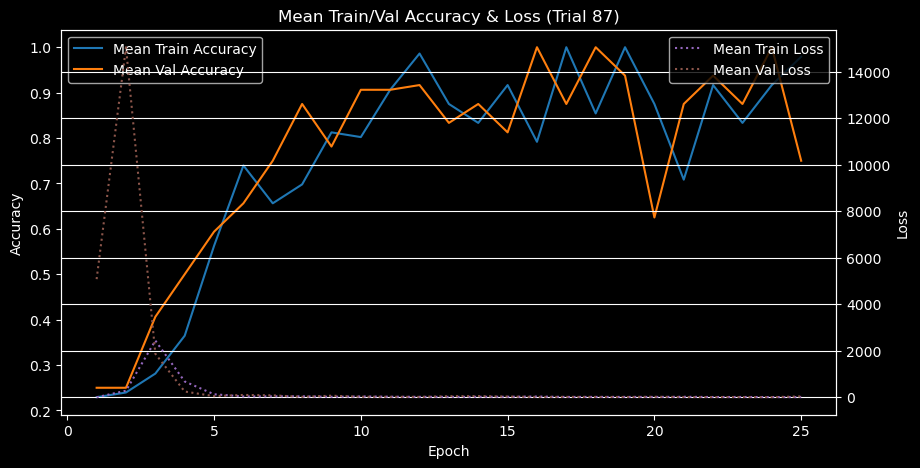 Mean Train/Val Accuracy & Loss (Trial 87)
Mean Train Accuracy
Mean Val Accuracy
Mean Train Loss
Mean Val Loss
1.0
0.9
0.8
0.7
0.6
0.5
0.4
0.3
0.2
Accuracy
14000
12000
10000
8000
6000
4000
2000
0
Loss
0
5
10
15
20
25
Epoch